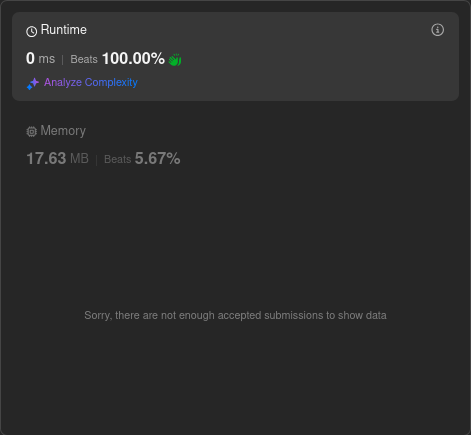 Runtime
0 ms | Beats 100.00%
Analyze Complexity
Memory
17.63 MB | Beats 5.67%
Sorry, there are not enough accepted submissions to show data